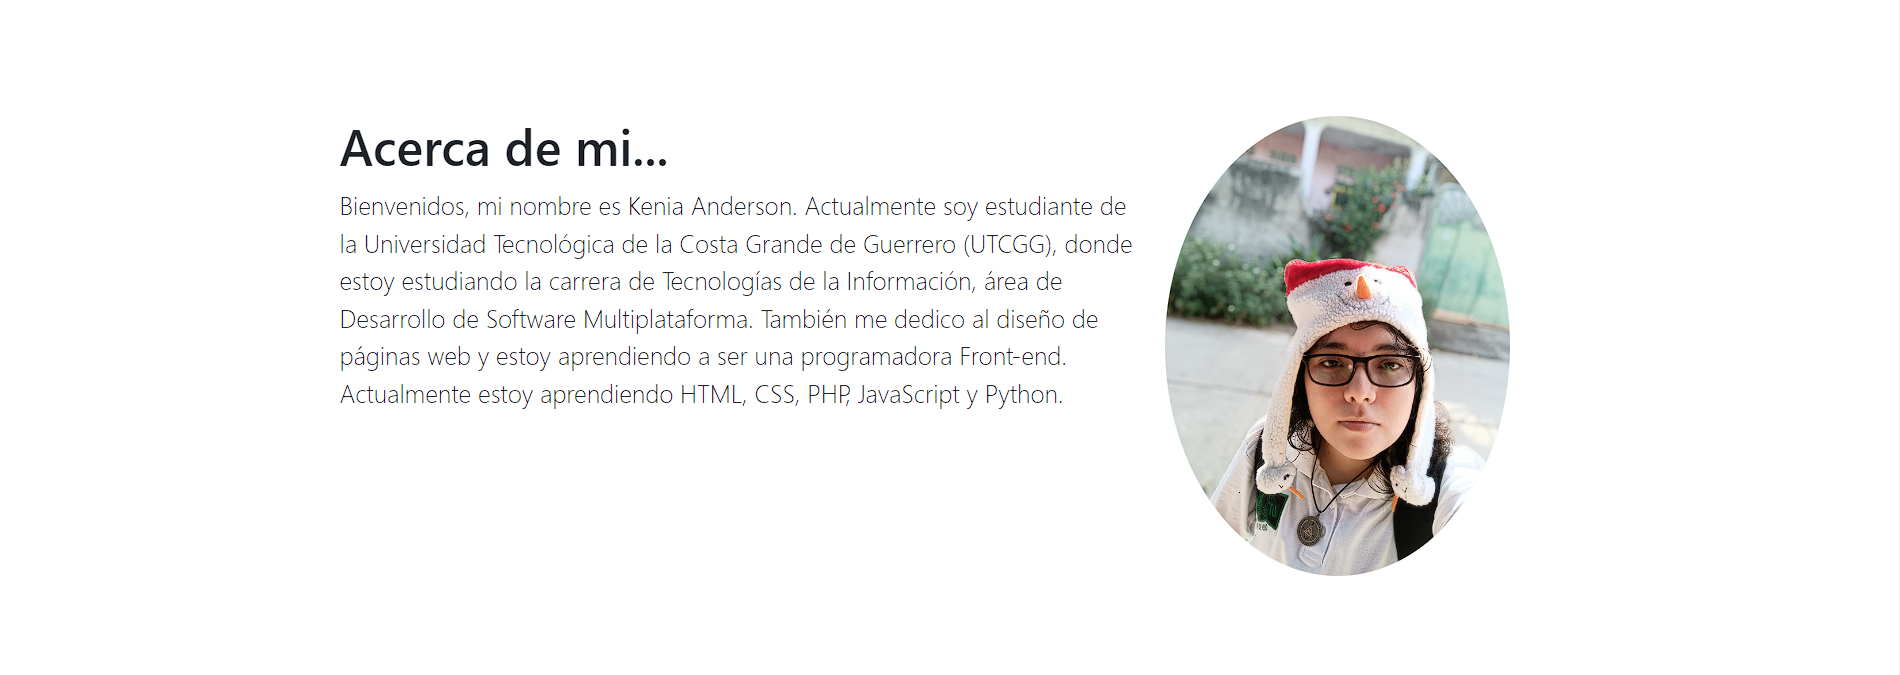 Acerca de mi...
Bienvenidos, mi nombre es Kenia Anderson. Actualmente soy estudiante de
la Universidad Tecnológica de la Costa Grande de Guerrero (UTCGG), donde
estoy estudiando la carrera de Tecnologías de la Información, área de
Desarrollo de Software Multiplataforma. También me dedico al diseño de
páginas web y estoy aprendiendo a ser una programadora Front-end.
Actualmente estoy aprendiendo HTML, CSS, PHP, JavaScript y Python.